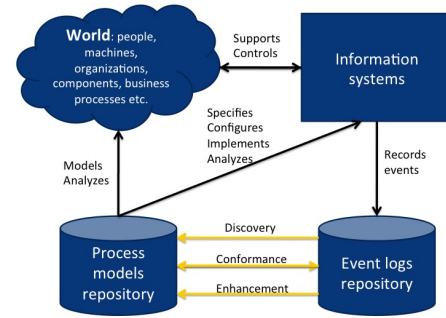 World: people,
machines,
organizations,
components, business
processes etc.
Supports
Controls
Information
systems
Specifies
Configures
Implements
Analyzes
Models
Analyzes
Records
events
Process
models
repository
Discovery
Conformance
Enhancement
Event logs
repository